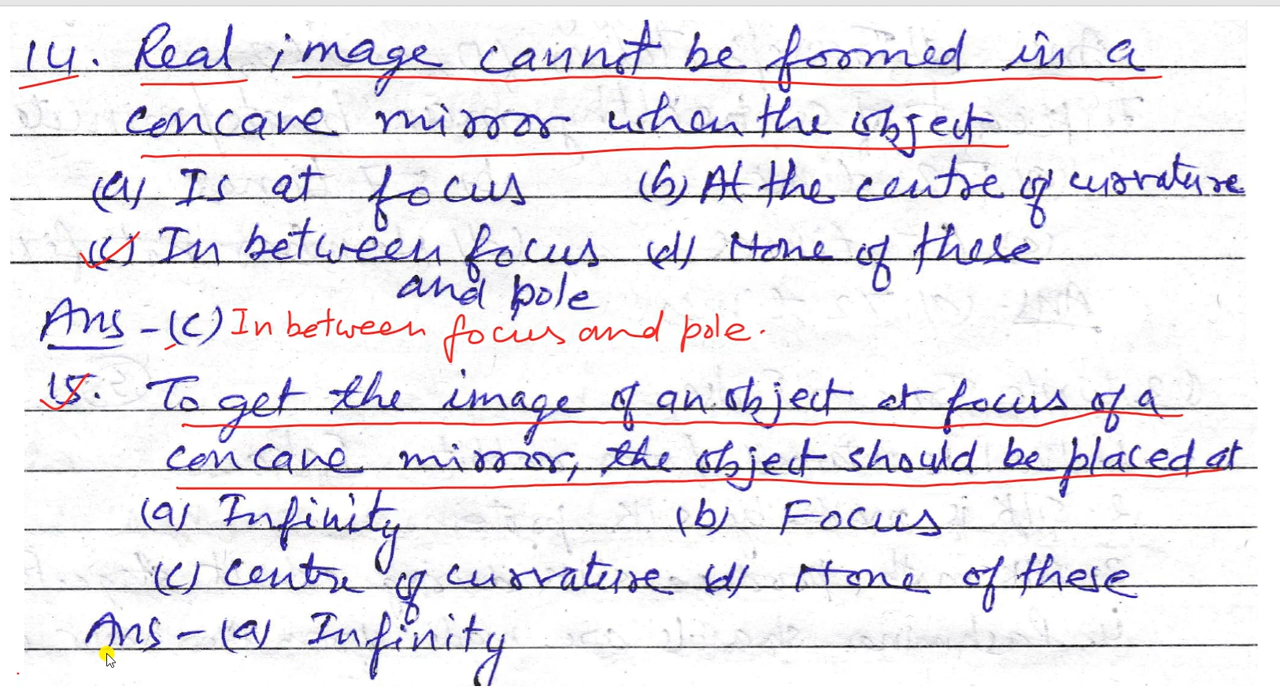 14. Real image cannot be formed in a
concave mirror when the object
(a) Is at focus (b) At the centre of curvature
(c) In between focus (d) None of these
and pole
Ans - (c) In between focus and pole.
15. To get the image of an object at focus of a
concave mirror, the object should be placed at
(a) Infinity (b) Focus
(c) Centre of curvature (d) None of these
Ans - (a) Infinity